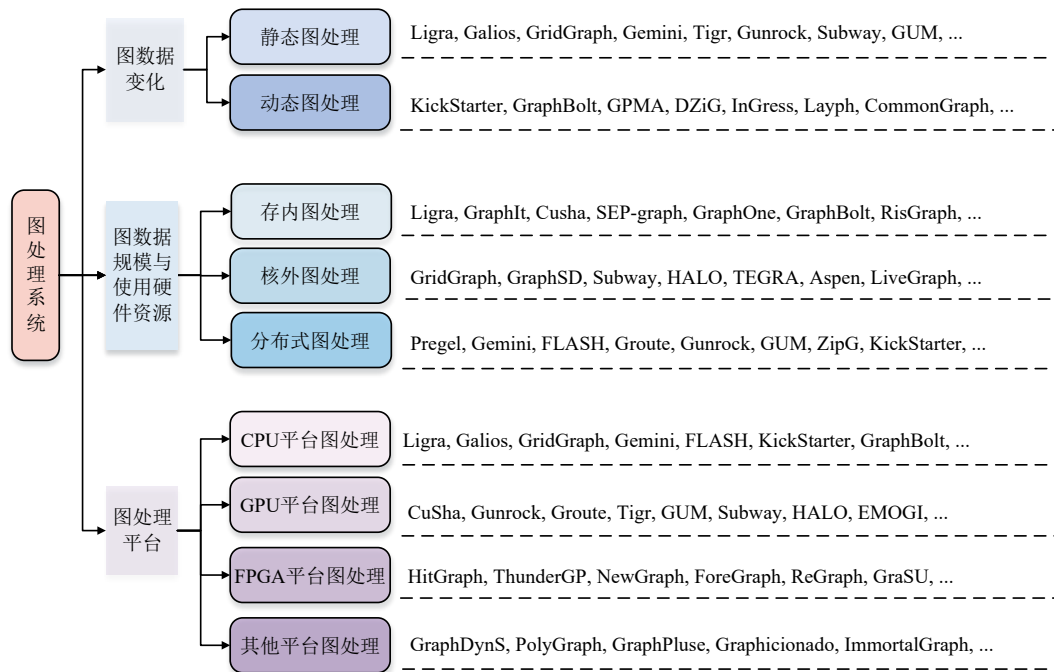 图处理系统
图数据
变化
静态图处理
Ligra, Galios, GridGraph, Gemini, Tigr, Gunrock, Subway, GUM, ...
动态图处理
KickStarter, GraphBolt, GPMA, DZiG, InGress, Layph, CommonGraph, ...
图数据
规模与
使用硬
件资源
存内图处理
Ligra, GraphIt, Cusha, SEP-graph, GraphOne, GraphBolt, RisGraph, ...
核外图处理
GridGraph, GraphSD, Subway, HALO, TEGRA, Aspen, LiveGraph, ...
分布式图处理
Pregel, Gemini, FLASH, Groute, Gunrock, GUM, ZipG, KickStarter, ...
图处理
平台
CPU平台图处理
Ligra, Galios, GridGraph, Gemini, FLASH, KickStarter, GraphBolt, ...
GPU平台图处理
CuSha, Gunrock, Groute, Tigr, GUM, Subway, HALO, EMOGI, ...
FPGA平台图处理
HitGraph, ThunderGP, NewGraph, ForeGraph, ReGraph, GraSU, ...
其他平台图处理
GraphDynS, PolyGraph, GraphPluse, Graphicionado, ImmortalGraph, ...